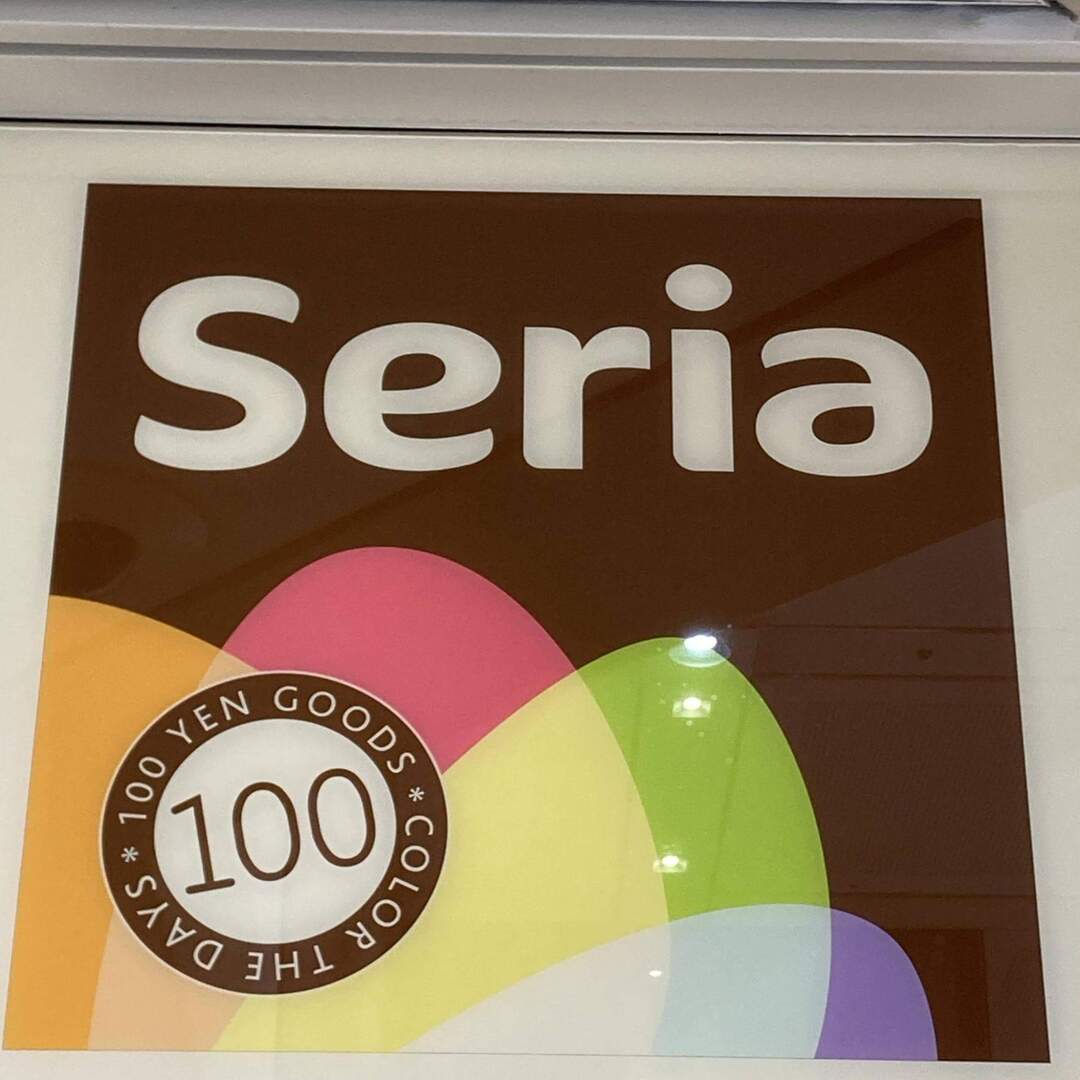 Seria
*100 YEN GOODS*COLOR THE DAYS
100